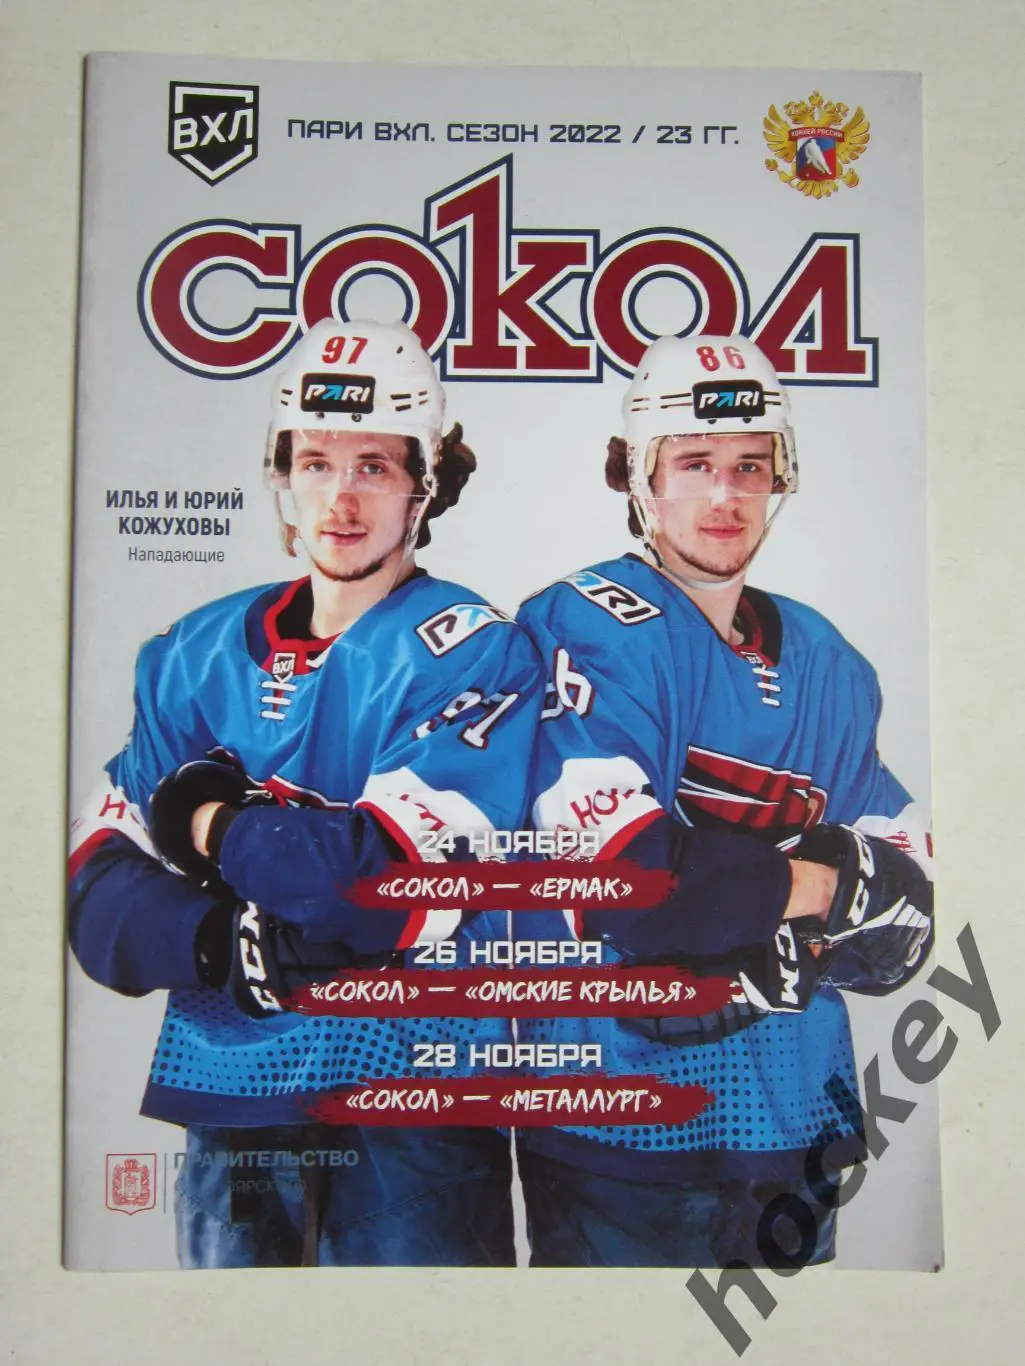 ВХЛ
ПАРИ ВХЛ. СЕЗОН 2022 / 23 ГГ.
ХОККЕЙ РОССИИ
СОКОЛ
97
86
PARI
PARI
ИЛЬЯ И ЮРИЙ
КОЖУХОВЫ
Нападающие
PARI
PARI
ВХЛ
97
86
24 НОЯБРЯ
«СОКОЛ» — «ЕРМАК»
26 НОЯБРЯ
«СОКОЛ» — «ОМСКИЕ КРЫЛЬЯ»
28 НОЯБРЯ
«СОКОЛ» — «МЕТАЛЛУРГ»
CCM
CCM
ПРАВИТЕЛЬСТВО
hockey